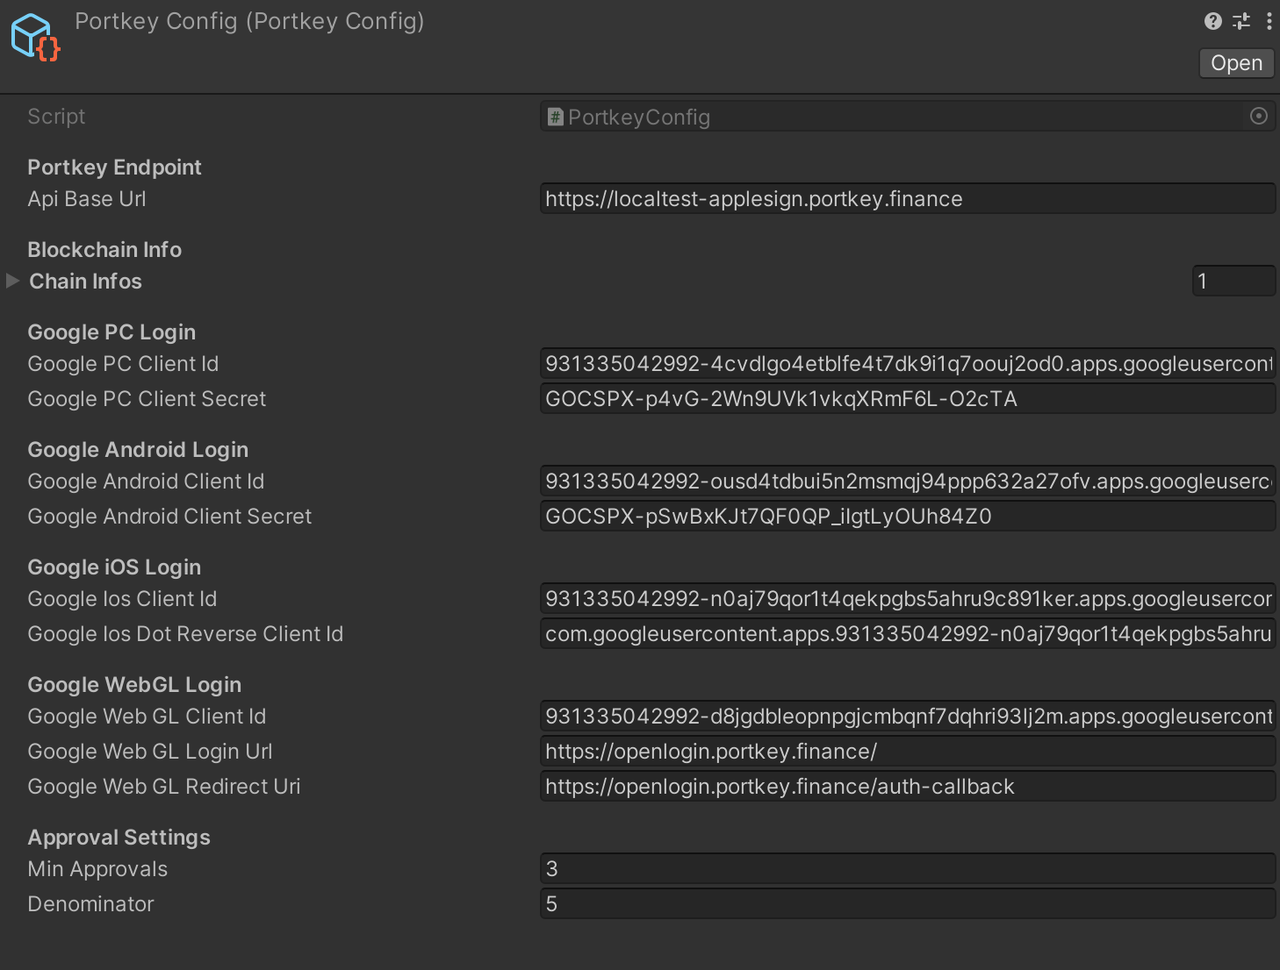 Portkey Config (Portkey Config)
Open
Script
PortkeyConfig
Portkey Endpoint
Api Base Url
https://localtest-applesign.portkey.finance
Blockchain Info
Chain Infos
1
Google PC Login
Google PC Client Id
931335042992-4cvdlgo4etblfe4t7dk9i1q7oouj2od0.apps.googleusercont
Google PC Client Secret
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
Google Android Login
Google Android Client Id
931335042992-ousd4tdbui5n2msmqj94ppp632a27ofv.apps.googleuserc
Google Android Client Secret
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
Google iOS Login
Google Ios Client Id
931335042992-n0aj79qor1t4qekpgbs5ahru9c891ker.apps.googleusercor
Google Ios Dot Reverse Client Id
com.googleusercontent.apps.931335042992-n0aj79qor1t4qekpgbs5ahru
Google WebGL Login
Google Web GL Client Id
931335042992-d8jgdbleopnpgjcmbqnf7dqhri93lj2m.apps.googleusercont
Google Web GL Login Url
https://openlogin.portkey.finance/
Google Web GL Redirect Uri
https://openlogin.portkey.finance/auth-callback
Approval Settings
Min Approvals
3
Denominator
5